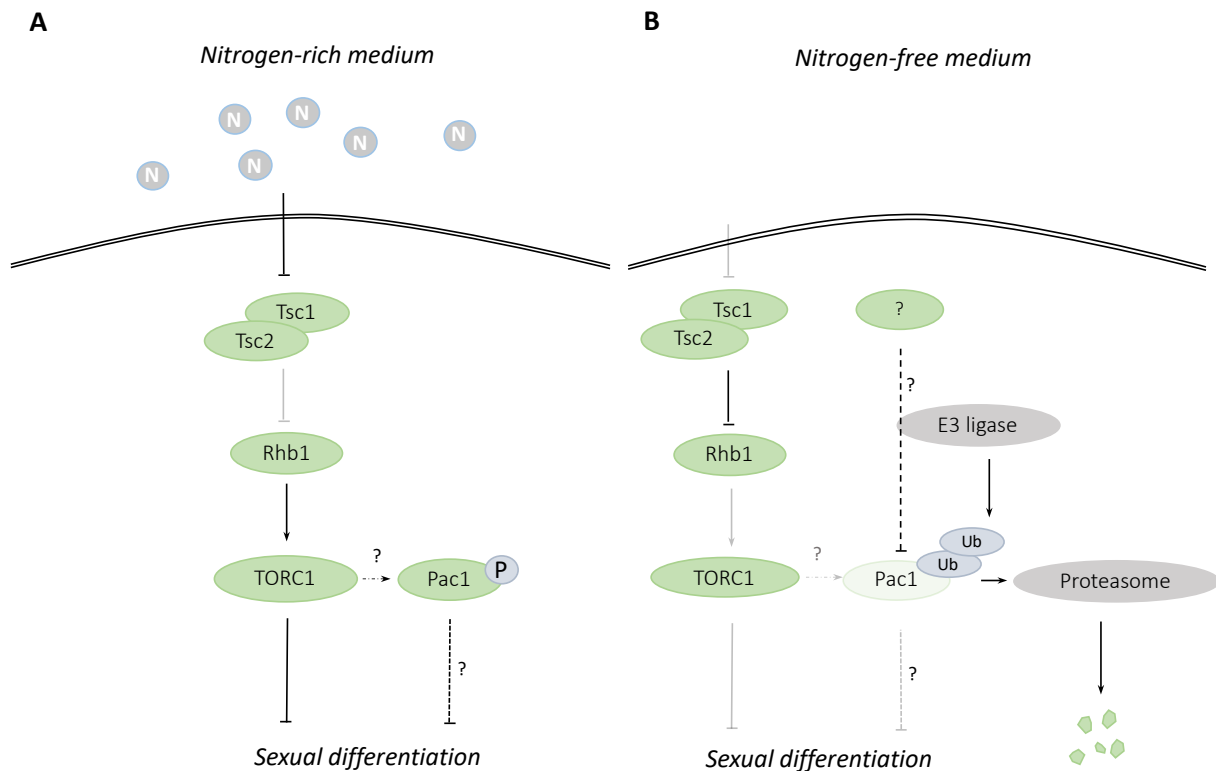 A
Nitrogen-rich medium
N
N
N
N
N
N
Tsc1
Tsc2
Rhb1
TORC1
?
Pac1
P
?
Sexual differentiation
B
Nitrogen-free medium
Tsc1
Tsc2
?
?
E3 ligase
Rhb1
Ub
Ub
TORC1
?
Pac1
Proteasome
?
Sexual differentiation